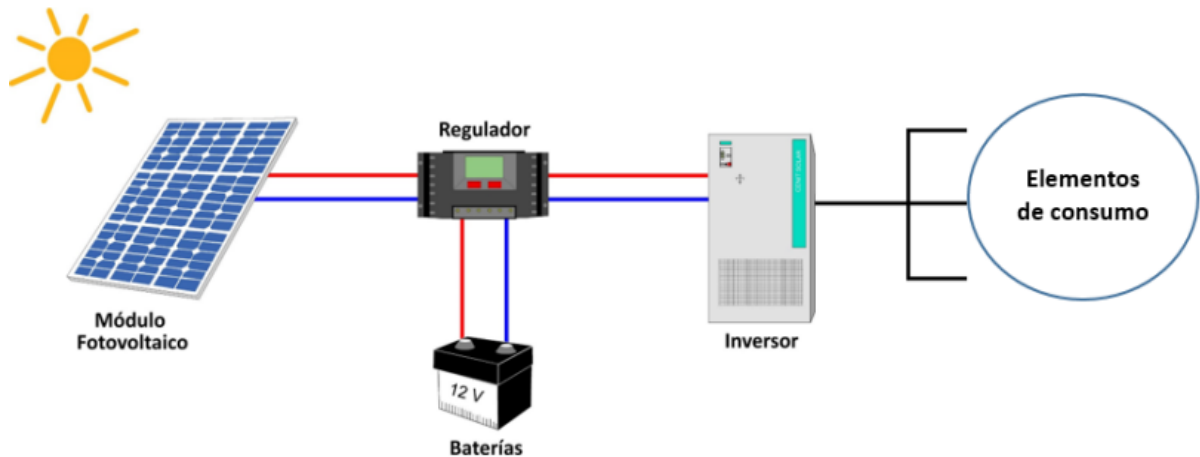 Regulador
Elementos
de consumo
Módulo
Fotovoltaico
Inversor
12 V
Baterías